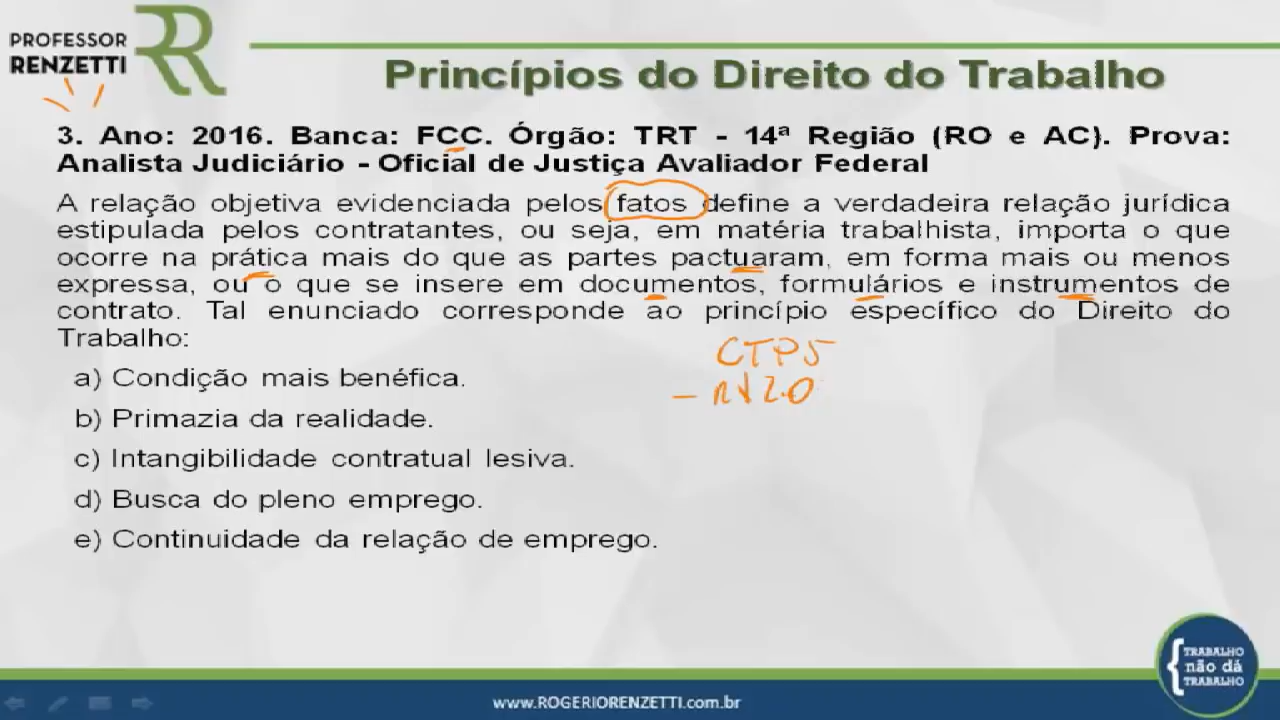 PROFESSOR
RENZETTI
Princípios do Direito do Trabalho
3. Ano: 2016. Banca: FCC. Órgão: TRT - 14ª Região (RO e AC). Prova:
Analista Judiciário - Oficial de Justiça Avaliador Federal
A relação objetiva evidenciada pelos fatos define a verdadeira relação jurídica
estipulada pelos contratantes, ou seja, em matéria trabalhista, importa o que
ocorre na prática mais do que as partes pactuaram, em forma mais ou menos
expressa, ou o que se insere em documentos, formulários e instrumentos de
contrato. Tal enunciado corresponde ao princípio específico do Direito do
Trabalho:
CTPS
a) Condição mais benéfica.
- R$ 2.0
b) Primazia da realidade.
c) Intangibilidade contratual lesiva.
d) Busca do pleno emprego.
e) Continuidade da relação de emprego.
TRABALHO
não dá
TRABALHO
www.ROGERIORENZETTI.com.br